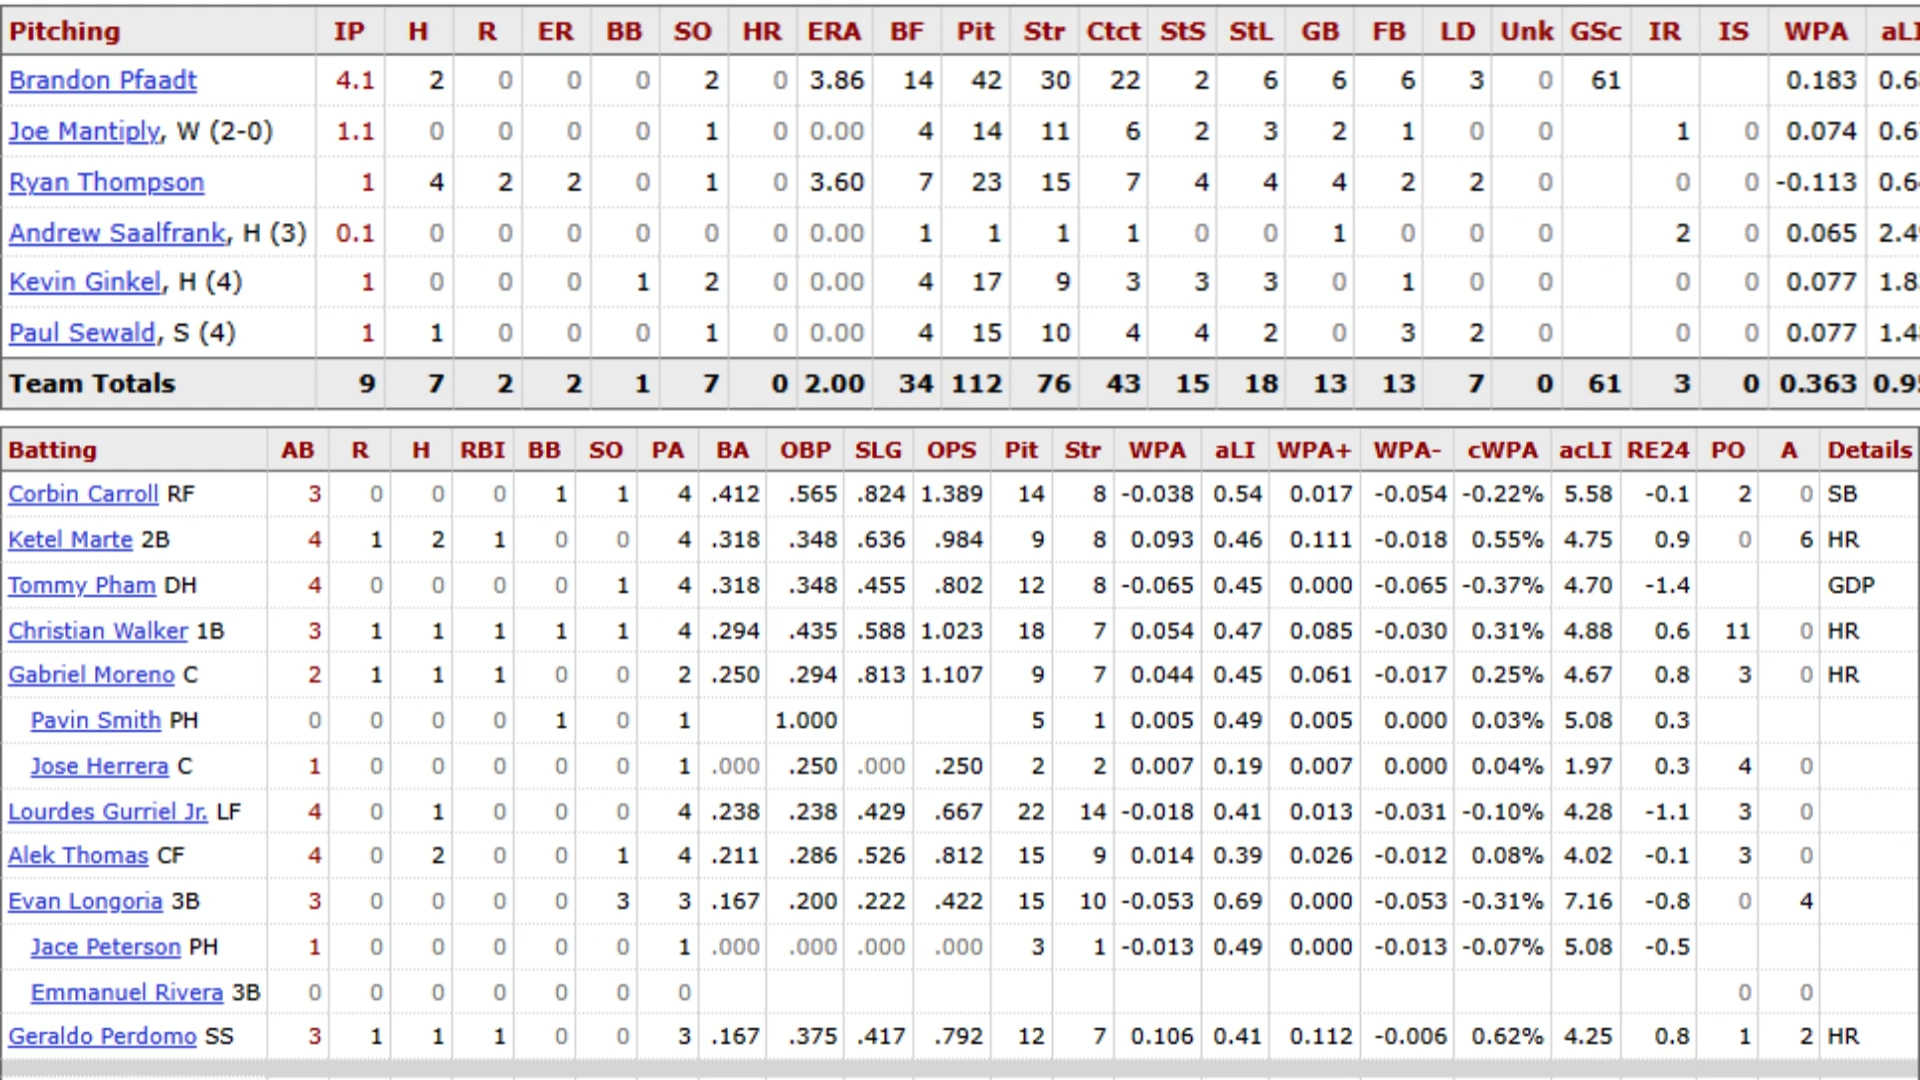 Pitching IP H R ER BB SO HR ERA BF Pit Str Ctct StS StL GB FB LD Unk GSc IR IS WPA
Brandon Pfaadt 4.1 2 0 0 0 2 0 3.86 14 42 30 22 2 6 6 6 3 0 61 0.183
Joe Mantiply, W (2-0) 1.1 0 0 0 0 1 0 0.00 4 14 11 6 2 3 2 1 0 0 1 0 0.074
Ryan Thompson 1 4 2 2 0 1 0 3.60 7 23 15 7 4 4 4 2 2 0 0 0 -0.113
Andrew Saalfrank, H (3) 0.1 0 0 0 0 0 0 0.00 1 1 1 1 0 0 1 0 0 0 2 0 0.065
Kevin Ginkel, H (4) 1 0 0 0 1 2 0 0.00 4 17 9 3 3 3 0 1 0 0 0 0 0.077
Paul Sewald, S (4) 1 1 0 0 0 1 0 0.00 4 15 10 4 4 2 0 3 2 0 0 0 0.077
Team Totals 9 7 2 2 1 7 0 2.00 34 112 76 43 15 18 13 13 7 0 61 3 0 0.363
Batting AB R H RBI BB SO PA BA OBP SLG OPS Pit Str WPA aLI WPA+ WPA- cWPA acLI RE24 PO A Details
Corbin Carroll RF 3 0 0 0 1 1 4 .412 .565 .824 1.389 14 8 -0.038 0.54 0.017 -0.054 -0.22% 5.58 -0.1 2 0 SB
Ketel Marte 2B 4 1 2 1 0 0 4 .318 .348 .636 .984 9 8 0.093 0.46 0.111 -0.018 0.55% 4.75 0.9 0 6 HR
Tommy Pham DH 4 0 0 0 0 1 4 .318 .348 .455 .802 12 8 -0.065 0.45 0.000 -0.065 -0.37% 4.70 -1.4 GDP
Christian Walker 1B 3 1 1 1 1 1 4 .294 .435 .588 1.023 18 7 0.054 0.47 0.085 -0.030 0.31% 4.88 0.6 11 0 HR
Gabriel Moreno C 2 1 1 1 0 0 2 .250 .294 .813 1.107 9 7 0.044 0.45 0.061 -0.017 0.25% 4.67 0.8 3 0 HR
Pavin Smith PH 0 0 0 0 1 0 1 1.000 5 1 0.005 0.49 0.005 0.000 0.03% 5.08 0.3
Jose Herrera C 1 0 0 0 0 0 1 .000 .250 .000 .250 2 2 0.007 0.19 0.007 0.000 0.04% 1.97 0.3 4 0
Lourdes Gurriel Jr. LF 4 0 1 0 0 0 4 .238 .238 .429 .667 22 14 -0.018 0.41 0.013 -0.031 -0.10% 4.28 -1.1 3 0
Alek Thomas CF 4 0 2 0 0 1 4 .211 .286 .526 .812 15 9 0.014 0.39 0.026 -0.012 0.08% 4.02 -0.1 3 0
Evan Longoria 3B 3 0 0 0 0 3 3 .167 .200 .222 .422 15 10 -0.053 0.69 0.000 -0.053 -0.31% 7.16 -0.8 0 4
Jace Peterson PH 1 0 0 0 0 0 1 .000 .000 .000 .000 3 1 -0.013 0.49 0.000 -0.013 -0.07% 5.08 -0.5
Emmanuel Rivera 3B 0 0 0 0 0 0 0 0 0
Geraldo Perdomo SS 3 1 1 1 0 0 3 .167 .375 .417 .792 12 7 0.106 0.41 0.112 -0.006 0.62% 4.25 0.8 1 2 HR